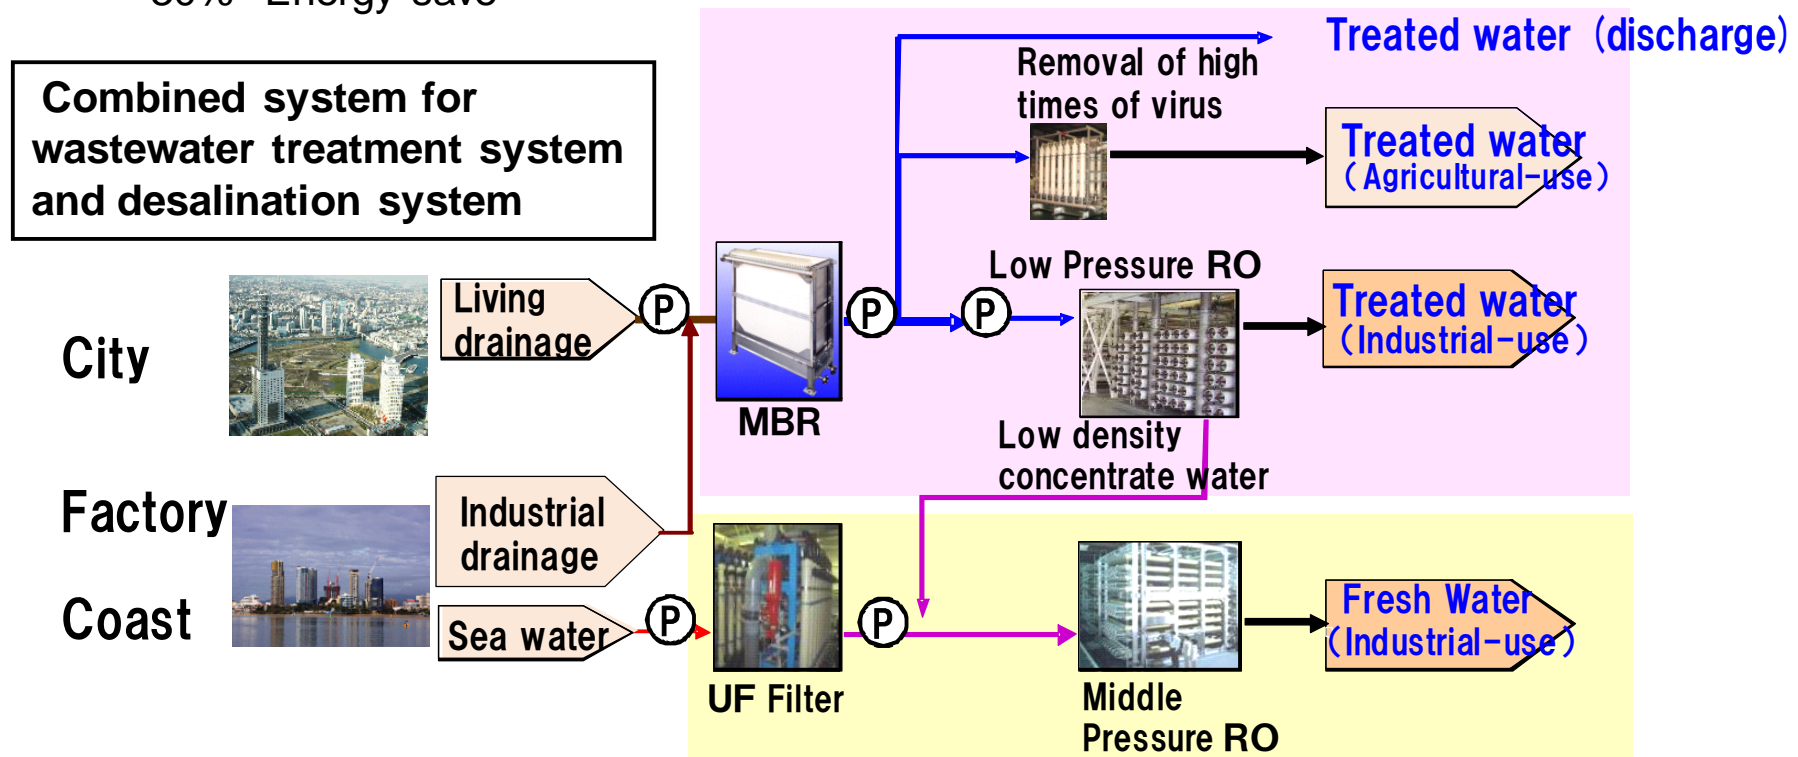 Energy save
Combined system for
wastewater treatment system
and desalination system
Treated water (discharge)
Removal of high
times of virus
Treated water
(Agricultural-use)
Low Pressure RO
Living
drainage
P
P
P
Treated water
(Industrial-use)
City
MBR
Low density
concentrate water
Factory
Industrial
drainage
Coast
Sea water
P
P
Fresh Water
(Industrial-use)
UF Filter
Middle
Pressure RO